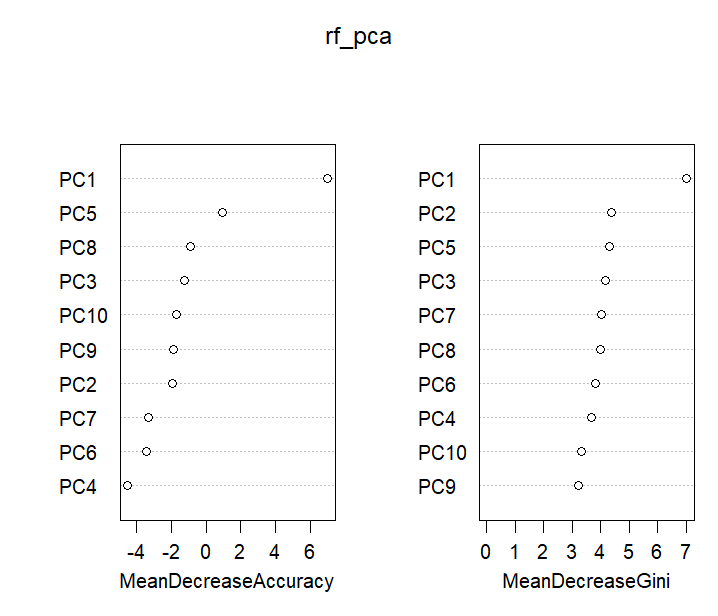 rf_pca
PC1
PC5
PC8
PC3
PC10
PC9
PC2
PC7
PC6
PC4
-4 -2 0 2 4 6
MeanDecreaseAccuracy
PC1
PC2
PC5
PC3
PC7
PC8
PC6
PC4
PC10
PC9
0 1 2 3 4 5 6 7
MeanDecreaseGini